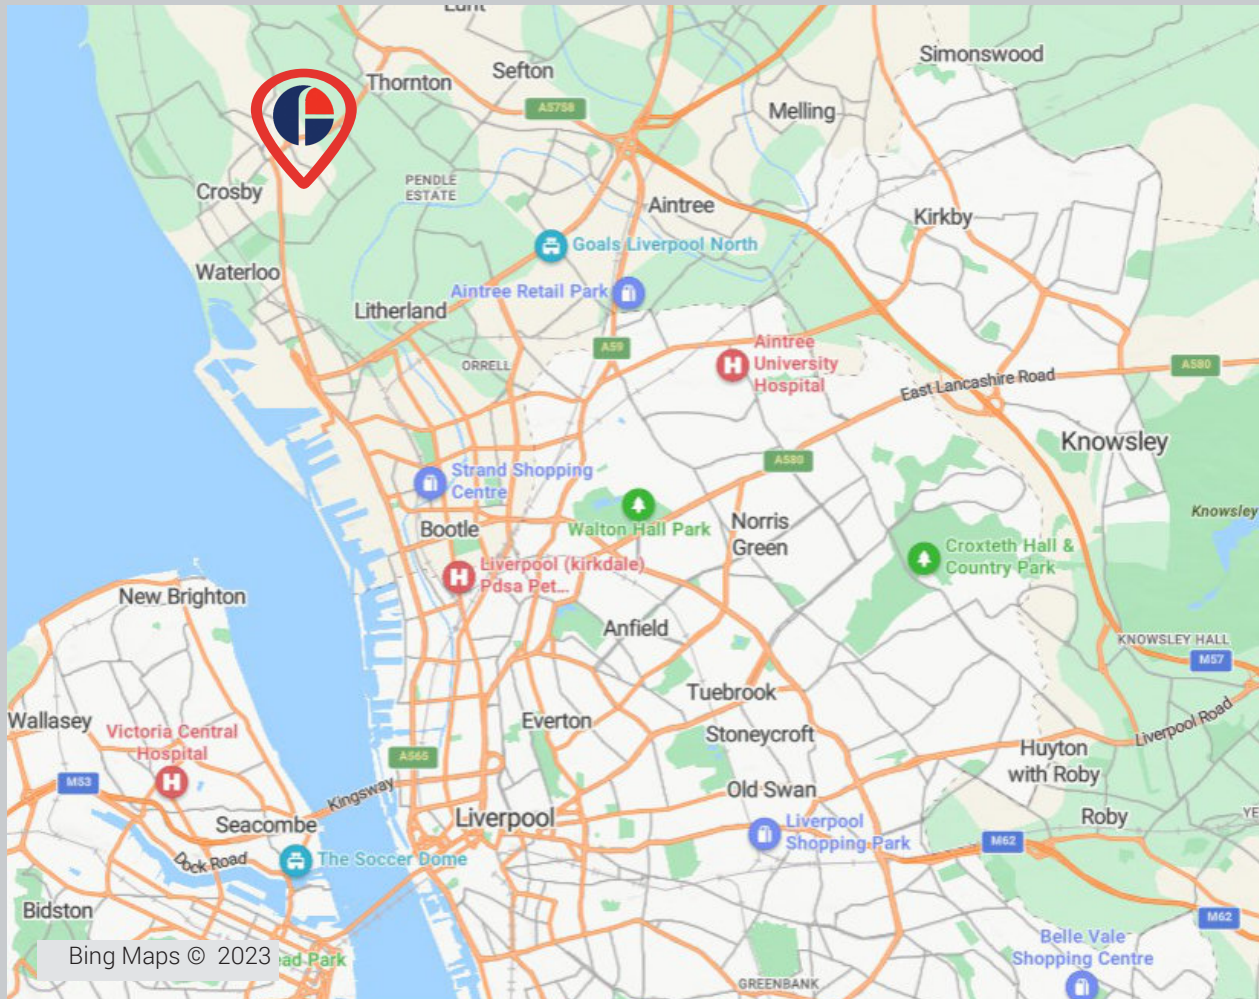 Simonswood
Sefton
Thornton
A5758
Melling
PENDLE
ESTATE
Crosby
Aintree
Kirkby
Goals Liverpool North
Waterloo
Aintree Retail Park
Litherland
A59
Aintree
University
Hospital
ORRELL
A580
East Lancashire Road
Knowsley
A580
Strand Shopping
Centre
Knowsley
Bootle
Walton Hall Park
Norris
Green
Croxteth Hall &
Country Park
Liverpool (kirkdale)
Pdsa Pet...
New Brighton
Anfield
KNOWSLEY HALL
M57
Tuebrook
Wallasey
Everton
Liverpool Road
Victoria Central
Hospital
Stoneycroft
A565
Huyton
with Roby
M53
Kingsway
Old Swan
Liverpool
Roby
Seacombe
Liverpool
Shopping Park
M62
Dock Road
The Soccer Dome
Bidston
M62
Belle Vale
Shopping Centre
Bing Maps © 2023
ead Park
GREENBANK